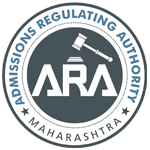 ADMISSIONS REGULATING AUTHORITY
ARA
MAHARASHTRA